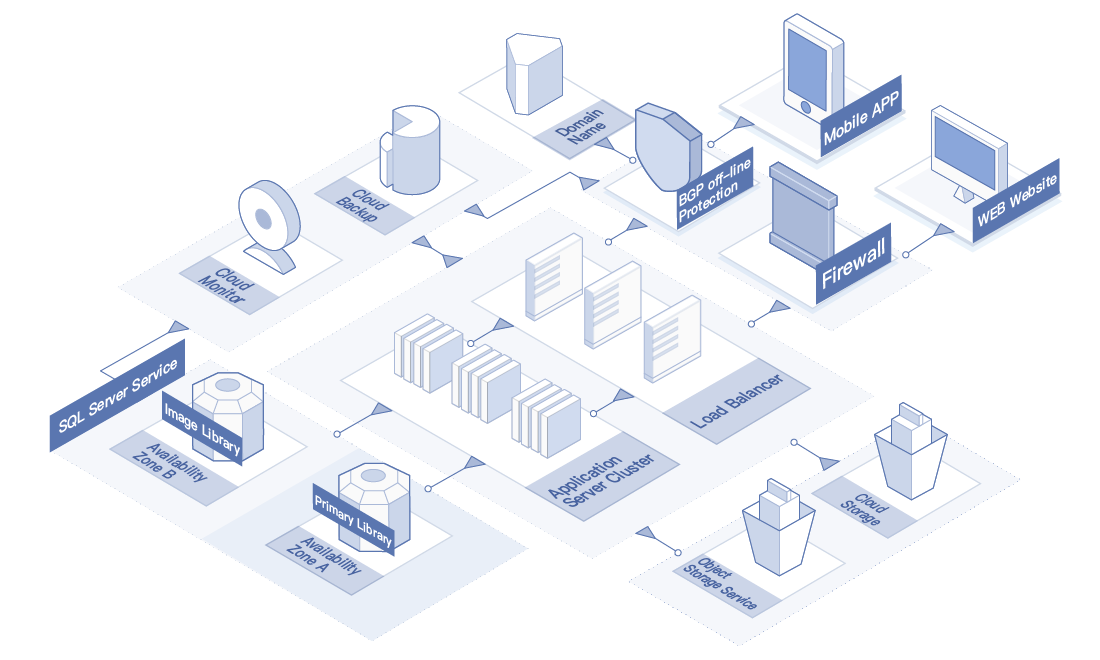 Domain
Name
Mobile APP
BGP off-line
Protection
WEB Website
Firewall
Cloud
Backup
Cloud
Monitor
SQL Server Service
Image Library
Availability
Zone B
Primary Library
Availability
Zone A
Load Balancer
Application
Server Cluster
Cloud
Storage
Object
Storage Service